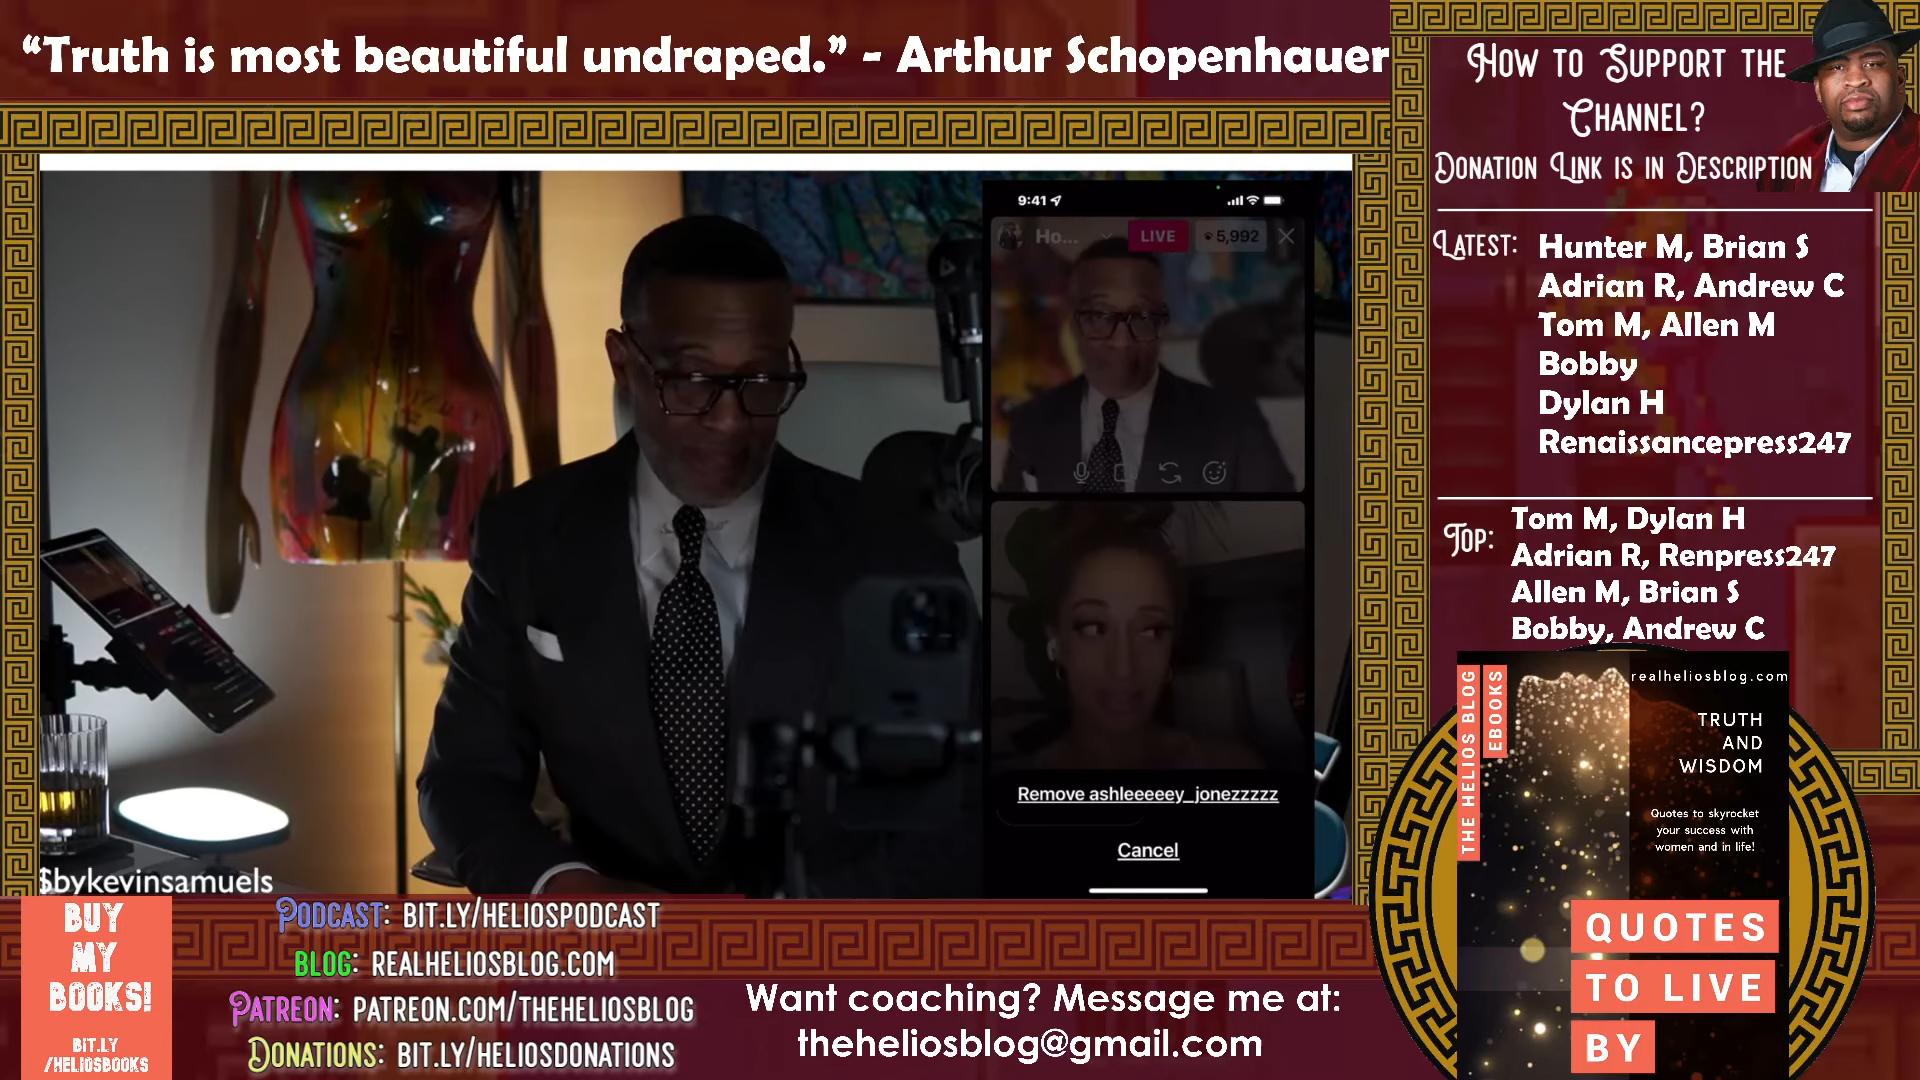 “Truth is most beautiful undraped.” - Arthur Schopenhauer
How to Support the
Channel?
Donation Link is in Description
Latest:
Hunter M, Brian S
Adrian R, Andrew C
Tom M, Allen M
Bobby
Dylan H
Renaissancepress247
Top:
Tom M, Dylan H
Adrian R, Renpress247
Allen M, Brian S
Bobby, Andrew C
9:41
Ho...
LIVE
5,992
Remove ashleeeeey_jonezzzzz
Cancel
$bykevinsamuels
THE HELIOS BLOG
EBOOKS
realheliosblog.com
TRUTH
AND
WISDOM
Quotes to skyrocket
your success with
women and in life!
QUOTES
TO LIVE
BY
BUY
MY
BOOKS!
BIT.LY
/HELIOSBOOKS
Podcast: BIT.LY/HELIOSPODCAST
BLOG: REALHELIOSBLOG.COM
Patreon: PATREON.COM/THEHELIOSBLOG
Donations: BIT.LY/HELIOSDONATIONS
Want coaching? Message me at:
theheliosblog@gmail.com